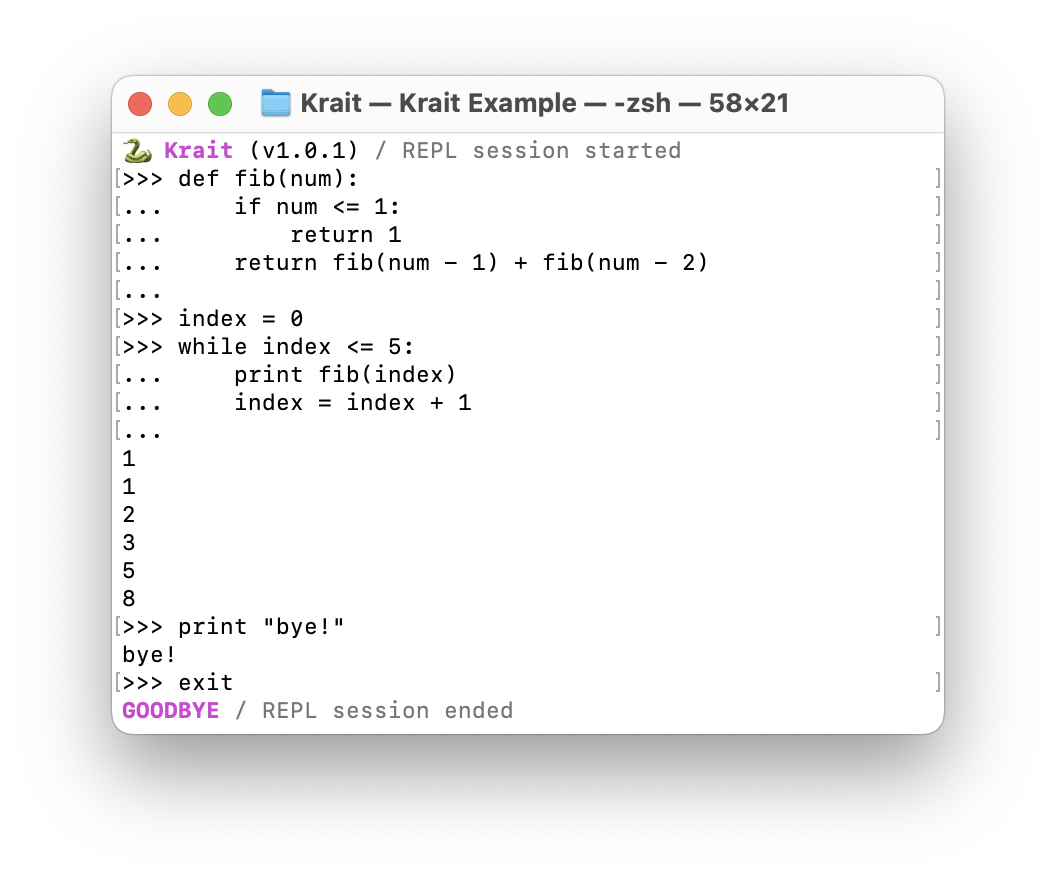 Krait — Krait Example — -zsh — 58×21
🐍 Krait (v1.0.1) / REPL session started
[>>> def fib(num):                                        ]
[...     if num <= 1:                                     ]
[...         return 1                                     ]
[...     return fib(num - 1) + fib(num - 2)               ]
[...                                                      ]
[>>> index = 0                                            ]
[>>> while index <= 5:                                    ]
[...     print fib(index)                                 ]
[...     index = index + 1                                ]
[...                                                      ]
1
1
2
3
5
8
[>>> print "bye!"                                         ]
bye!
[>>> exit                                                 ]
GOODBYE / REPL session ended